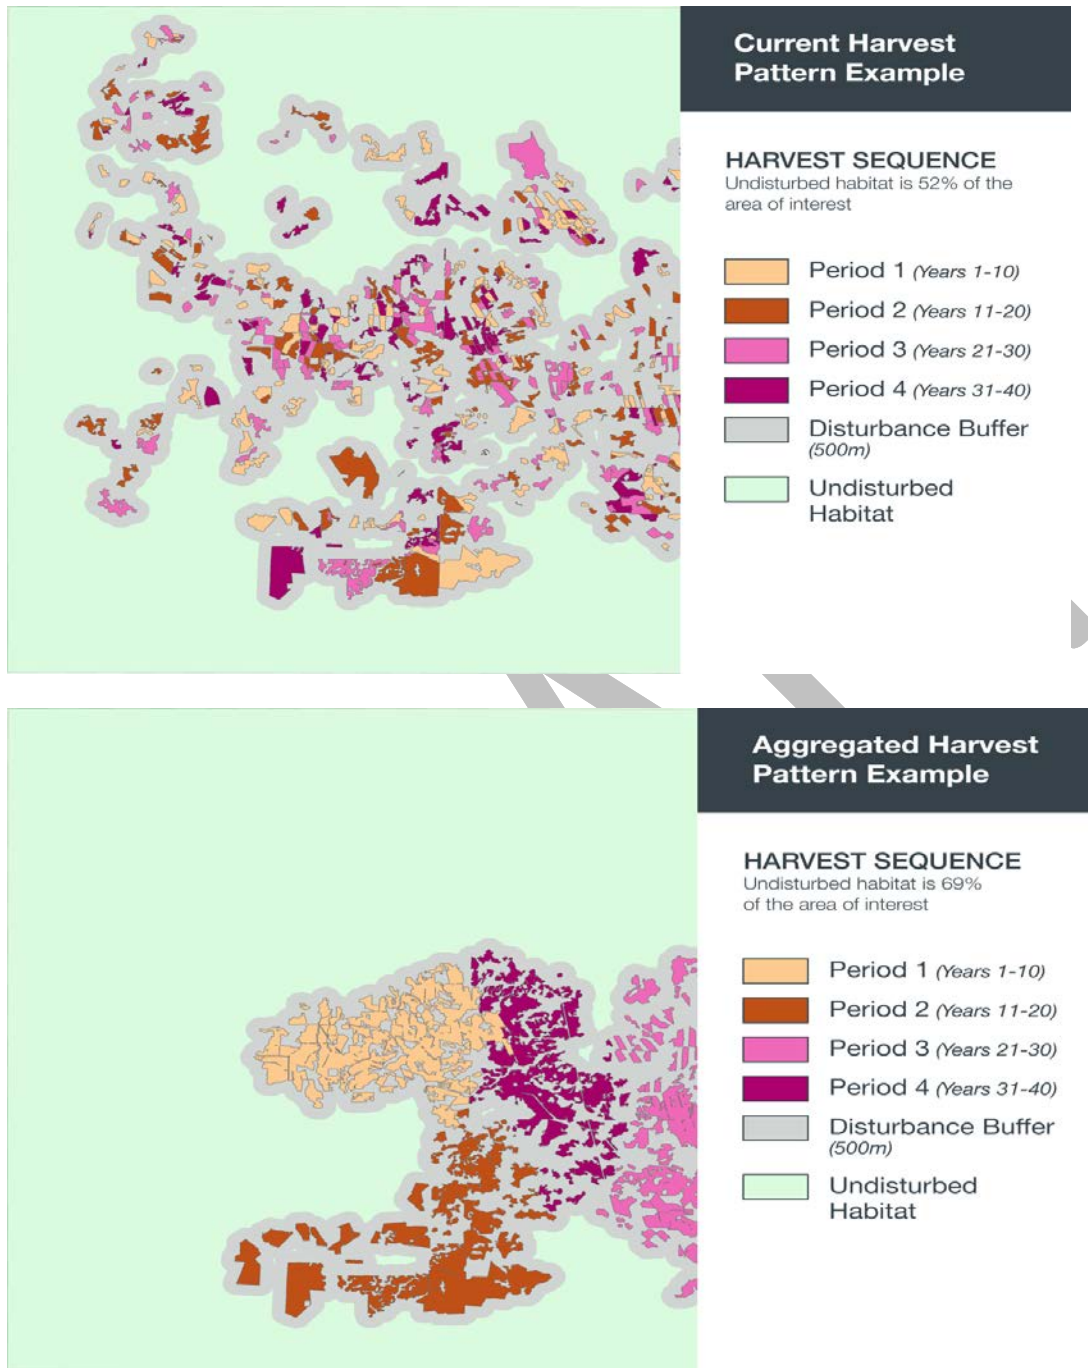 Current Harvest
Pattern Example
HARVEST SEQUENCE
Undisturbed habitat is 52% of the
area of interest
Period 1 (Years 1-10)
Period 2 (Years 11-20)
Period 3 (Years 21-30)
Period 4 (Years 31-40)
Disturbance Buffer
(500m)
Undisturbed
Habitat
Aggregated Harvest
Pattern Example
HARVEST SEQUENCE
Undisturbed habitat is 69%
of the area of interest
Period 1 (Years 1-10)
Period 2 (Years 11-20)
Period 3 (Years 21-30)
Period 4 (Years 31-40)
Disturbance Buffer
(500m)
Undisturbed
Habitat